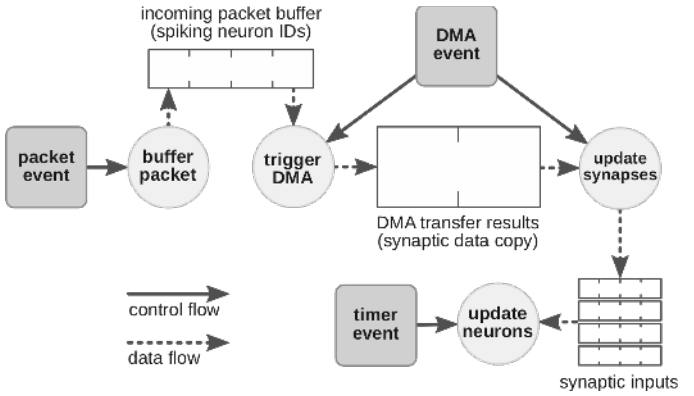 incoming packet buffer
(spiking neuron IDs)
DMA
event
packet
event
buffer
packet
trigger
DMA
update
synapses
DMA transfer results
(synaptic data copy)
control flow
data flow
timer
event
update
neurons
synaptic inputs